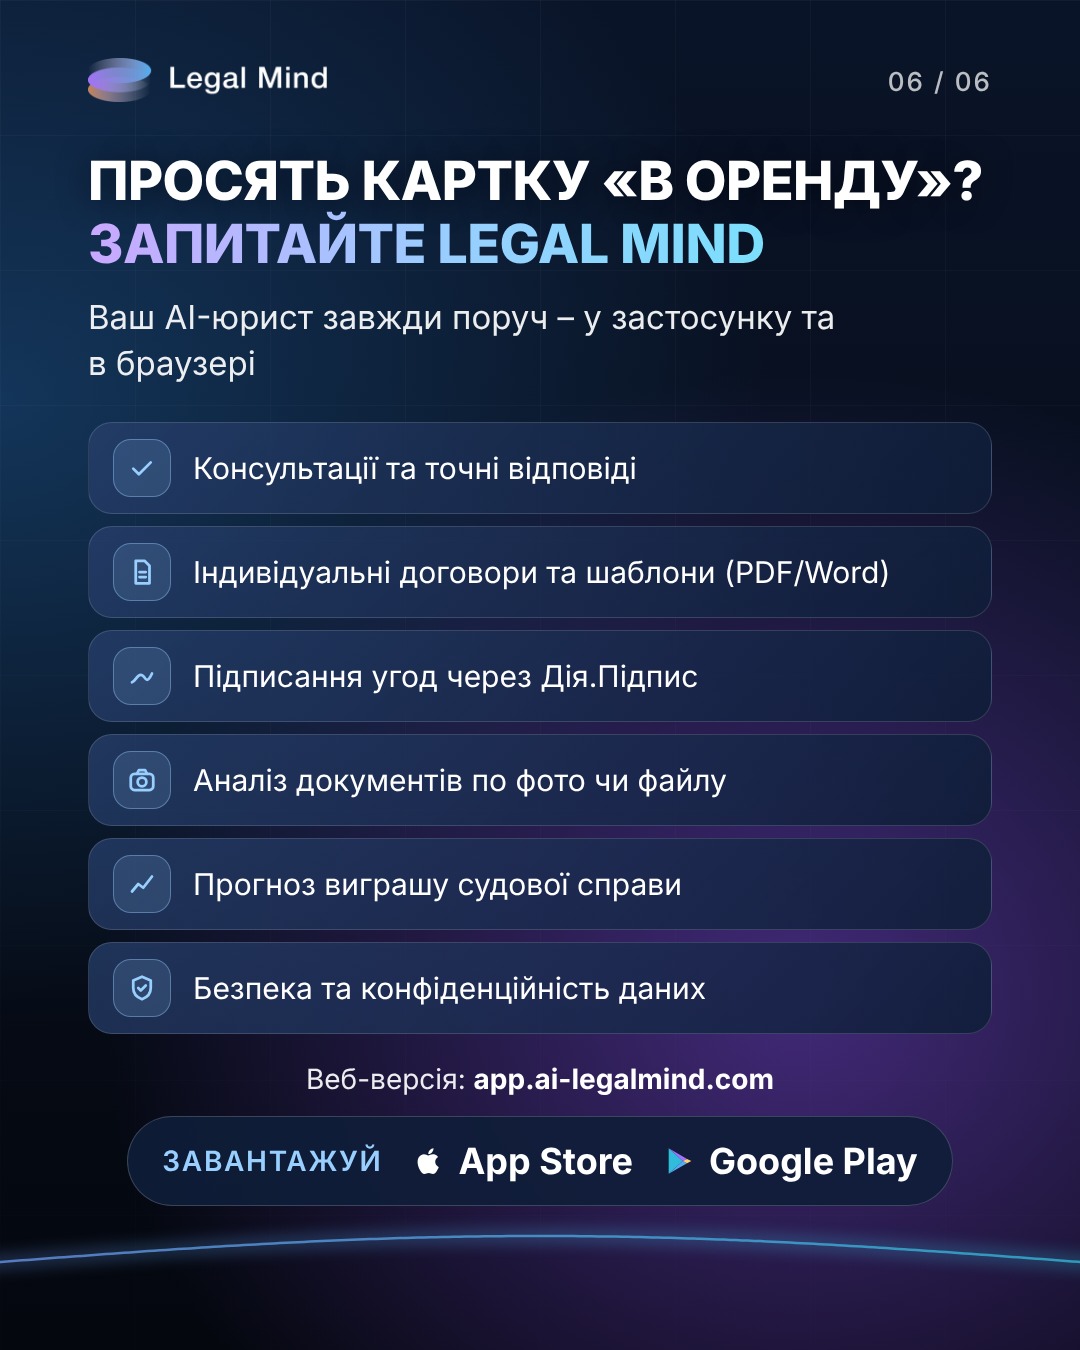 Legal Mind
06 / 06
ПРОСЯТЬ КАРТКУ «В ОРЕНДУ»?
ЗАПИТАЙТЕ LEGAL MIND
Ваш AI-юрист завжди поруч – у застосунку та
в браузері
Консультації та точні відповіді
Індивідуальні договори та шаблони (PDF/Word)
Підписання угод через Дія.Підпис
Аналіз документів по фото чи файлу
Прогноз виграшу судової справи
Безпека та конфіденційність даних
Веб-версія: app.ai-legalmind.com
ЗАВАНТАЖУЙ App Store Google Play